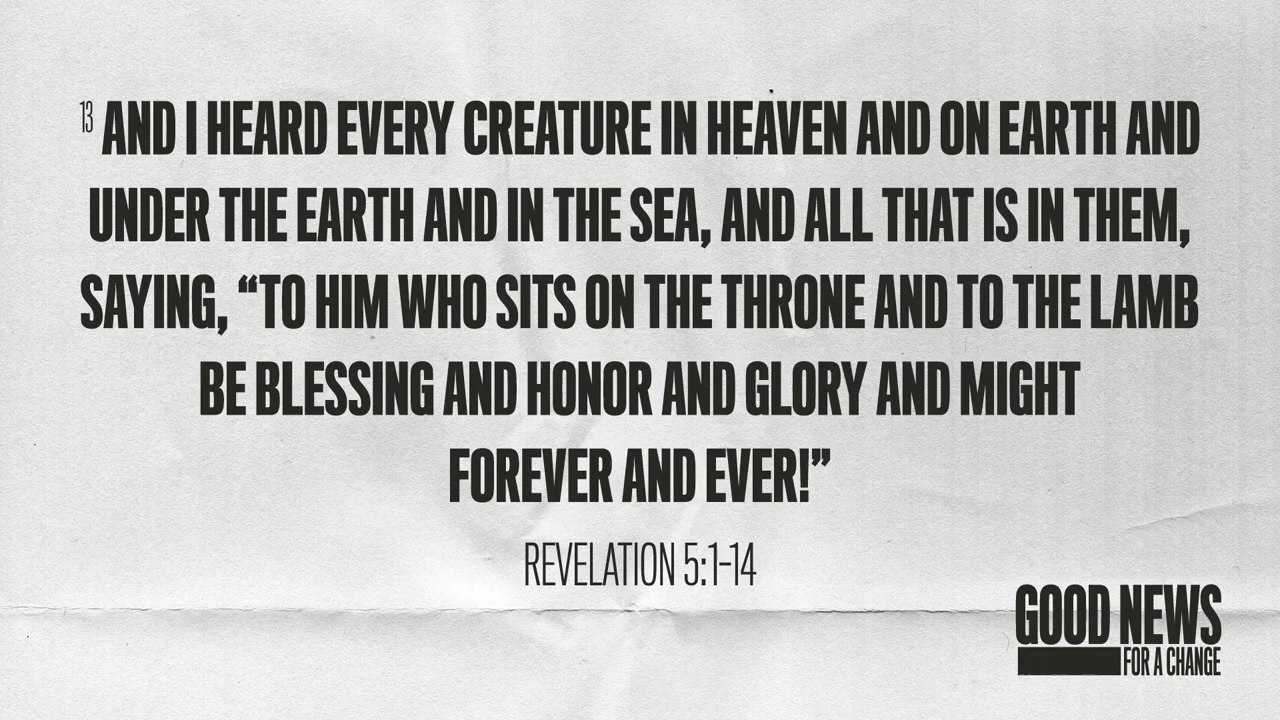 13 AND I HEARD EVERY CREATURE IN HEAVEN AND ON EARTH AND
UNDER THE EARTH AND IN THE SEA, AND ALL THAT IS IN THEM,
SAYING, “TO HIM WHO SITS ON THE THRONE AND TO THE LAMB
BE BLESSING AND HONOR AND GLORY AND MIGHT
FOREVER AND EVER!”
REVELATION 5:1-14
GOOD NEWS
FOR A CHANGE